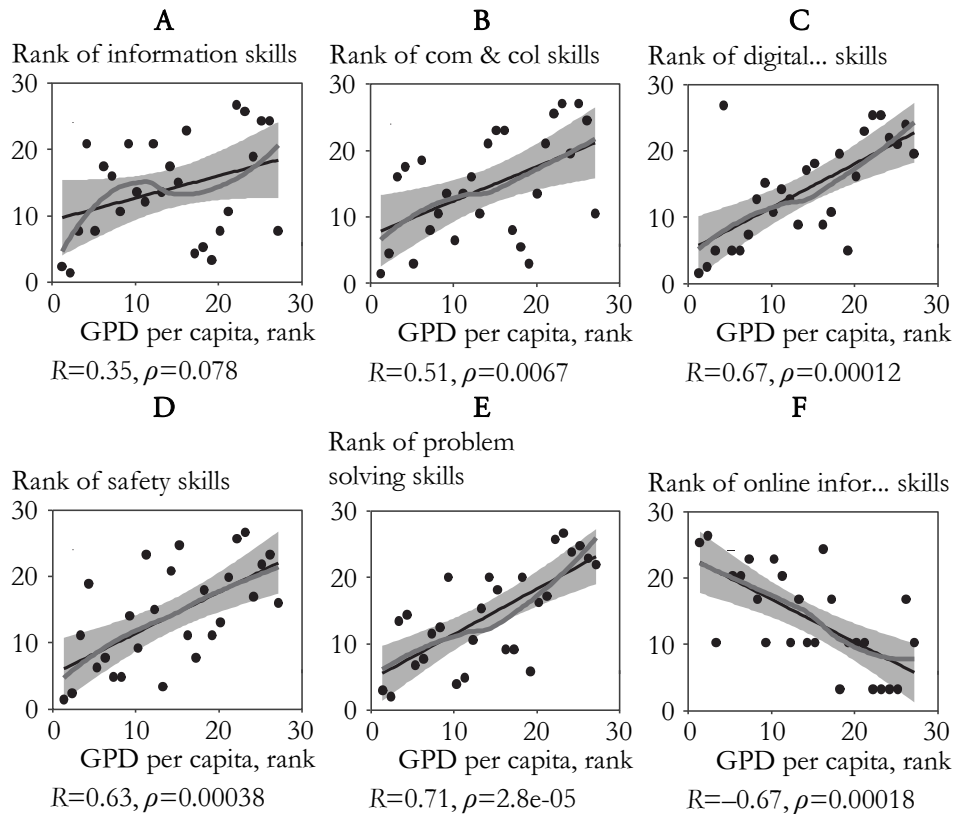 A
Rank of information skills
30
20
10
0
0 10 20 30
GPD per capita, rank
R=0.35, ρ=0.078
B
Rank of com & col skills
30
20
10
0
0 10 20 30
GPD per capita, rank
R=0.51, ρ=0.0067
C
Rank of digital... skills
30
20
10
0
0 10 20 30
GPD per capita, rank
R=0.67, ρ=0.00012
D
Rank of safety skills
30
20
10
0
0 10 20 30
GPD per capita, rank
R=0.63, ρ=0.00038
E
Rank of problem
solving skills
30
20
10
0
0 10 20 30
GPD per capita, rank
R=0.71, ρ=2.8e-05
F
Rank of online infor... skills
30
20
10
0
0 10 20 30
GPD per capita, rank
R=–0.67, ρ=0.00018